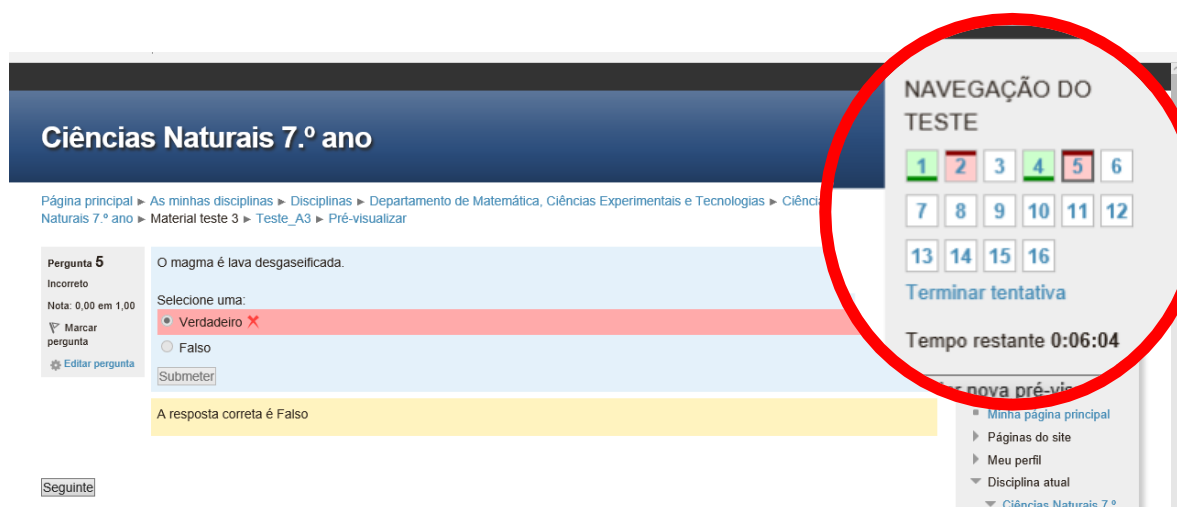 Ciências Naturais 7.º ano
Página principal ► As minhas disciplinas ► Disciplinas ► Departamento de Matemática, Ciências Experimentais e Tecnologias ►
Naturais 7.º ano ► Material teste 3 ► Teste_A3 ► Pré-visualizar
Pergunta 5
Incorreto
Nota: 0,00 em 1,00
Marcar
pergunta
Editar pergunta
O magma é lava desgaseificada.
Selecione uma:
Verdadeiro
Falso
Submeter
A resposta correta é Falso
Seguinte
NAVEGAÇÃO DO
TESTE
1 2 3 4 5 6
7 8 9 10 11 12
13 14 15 16
Terminar tentativa
Tempo restante 0:06:04
nova
Minha página principal
Páginas do site
Meu perfil
Disciplina atual
Ciências Naturais 7.º